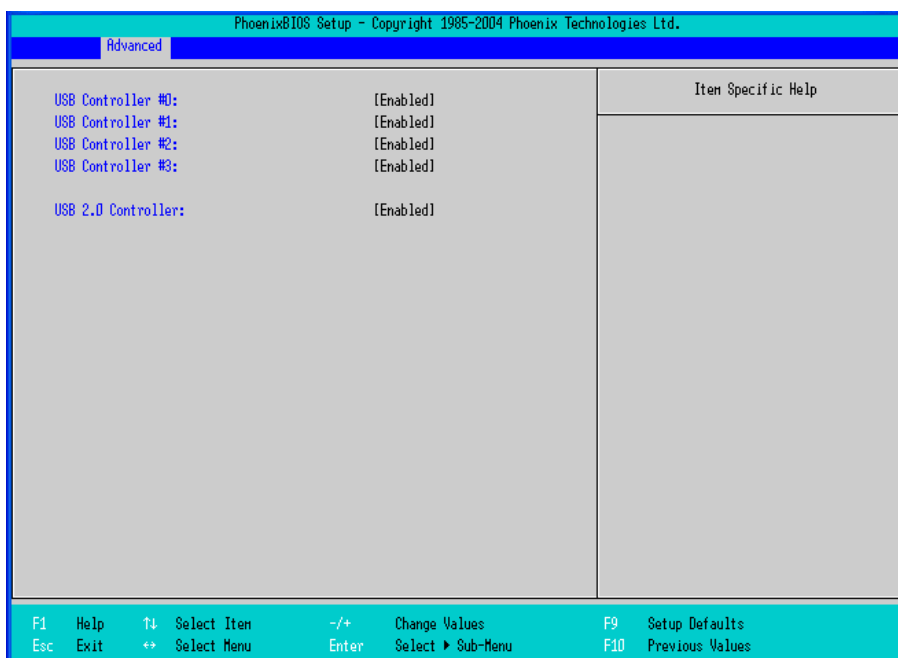 PhoenixBIOS Setup - Copyright 1985-2004 Phoenix Technologies Ltd.
Advanced
Item Specific Help
USB Controller #0: [Enabled]
USB Controller #1: [Enabled]
USB Controller #2: [Enabled]
USB Controller #3: [Enabled]
USB 2.0 Controller: [Enabled]
F1 Help ↑↓ Select Item -/+ Change Values F9 Setup Defaults
Esc Exit ↔ Select Menu Enter Select ▶ Sub-Menu F10 Previous Values